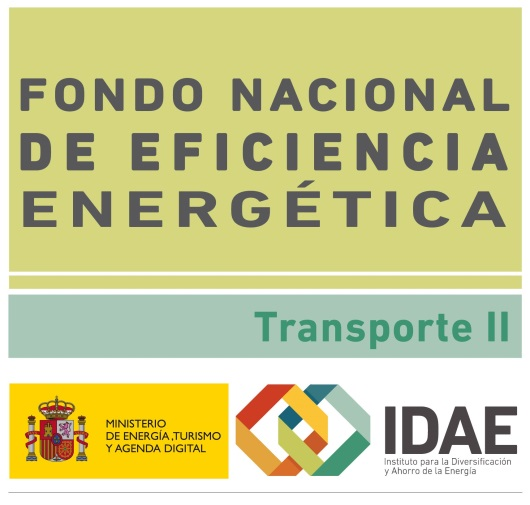 FONDO NACIONAL
DE EFICIENCIA
ENERGÉTICA
Transporte II
MINISTERIO
DE ENERGÍA, TURISMO
Y AGENDA DIGITAL
IDAE
Instituto para la Diversificación
y Ahorro de la Energía